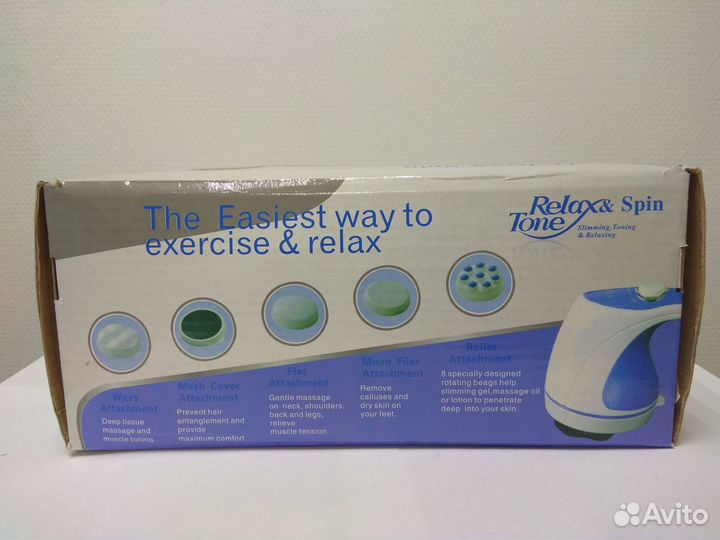 The Easiest way to
exercise & relax
Relax & Spin
Tone
Slimming, Toning
& Relaxing
Wavy
Attachment
Deep tissue
massage and
muscle toning
Mesh Cover
Attachment
Prevent hair
entanglement and
provide
maximum comfort
Flat
Attachment
Gentle massage
on neck, shoulders,
back and legs,
relieve
muscle tension.
Micro Filer
Attachment
Remove
calluses and
dry skin on
your feet.
Roller
Attachment
8 specially designed
rotating beags help
slimming gel,massage oil
or lotion to penetrate
deep into your skin.
Avito